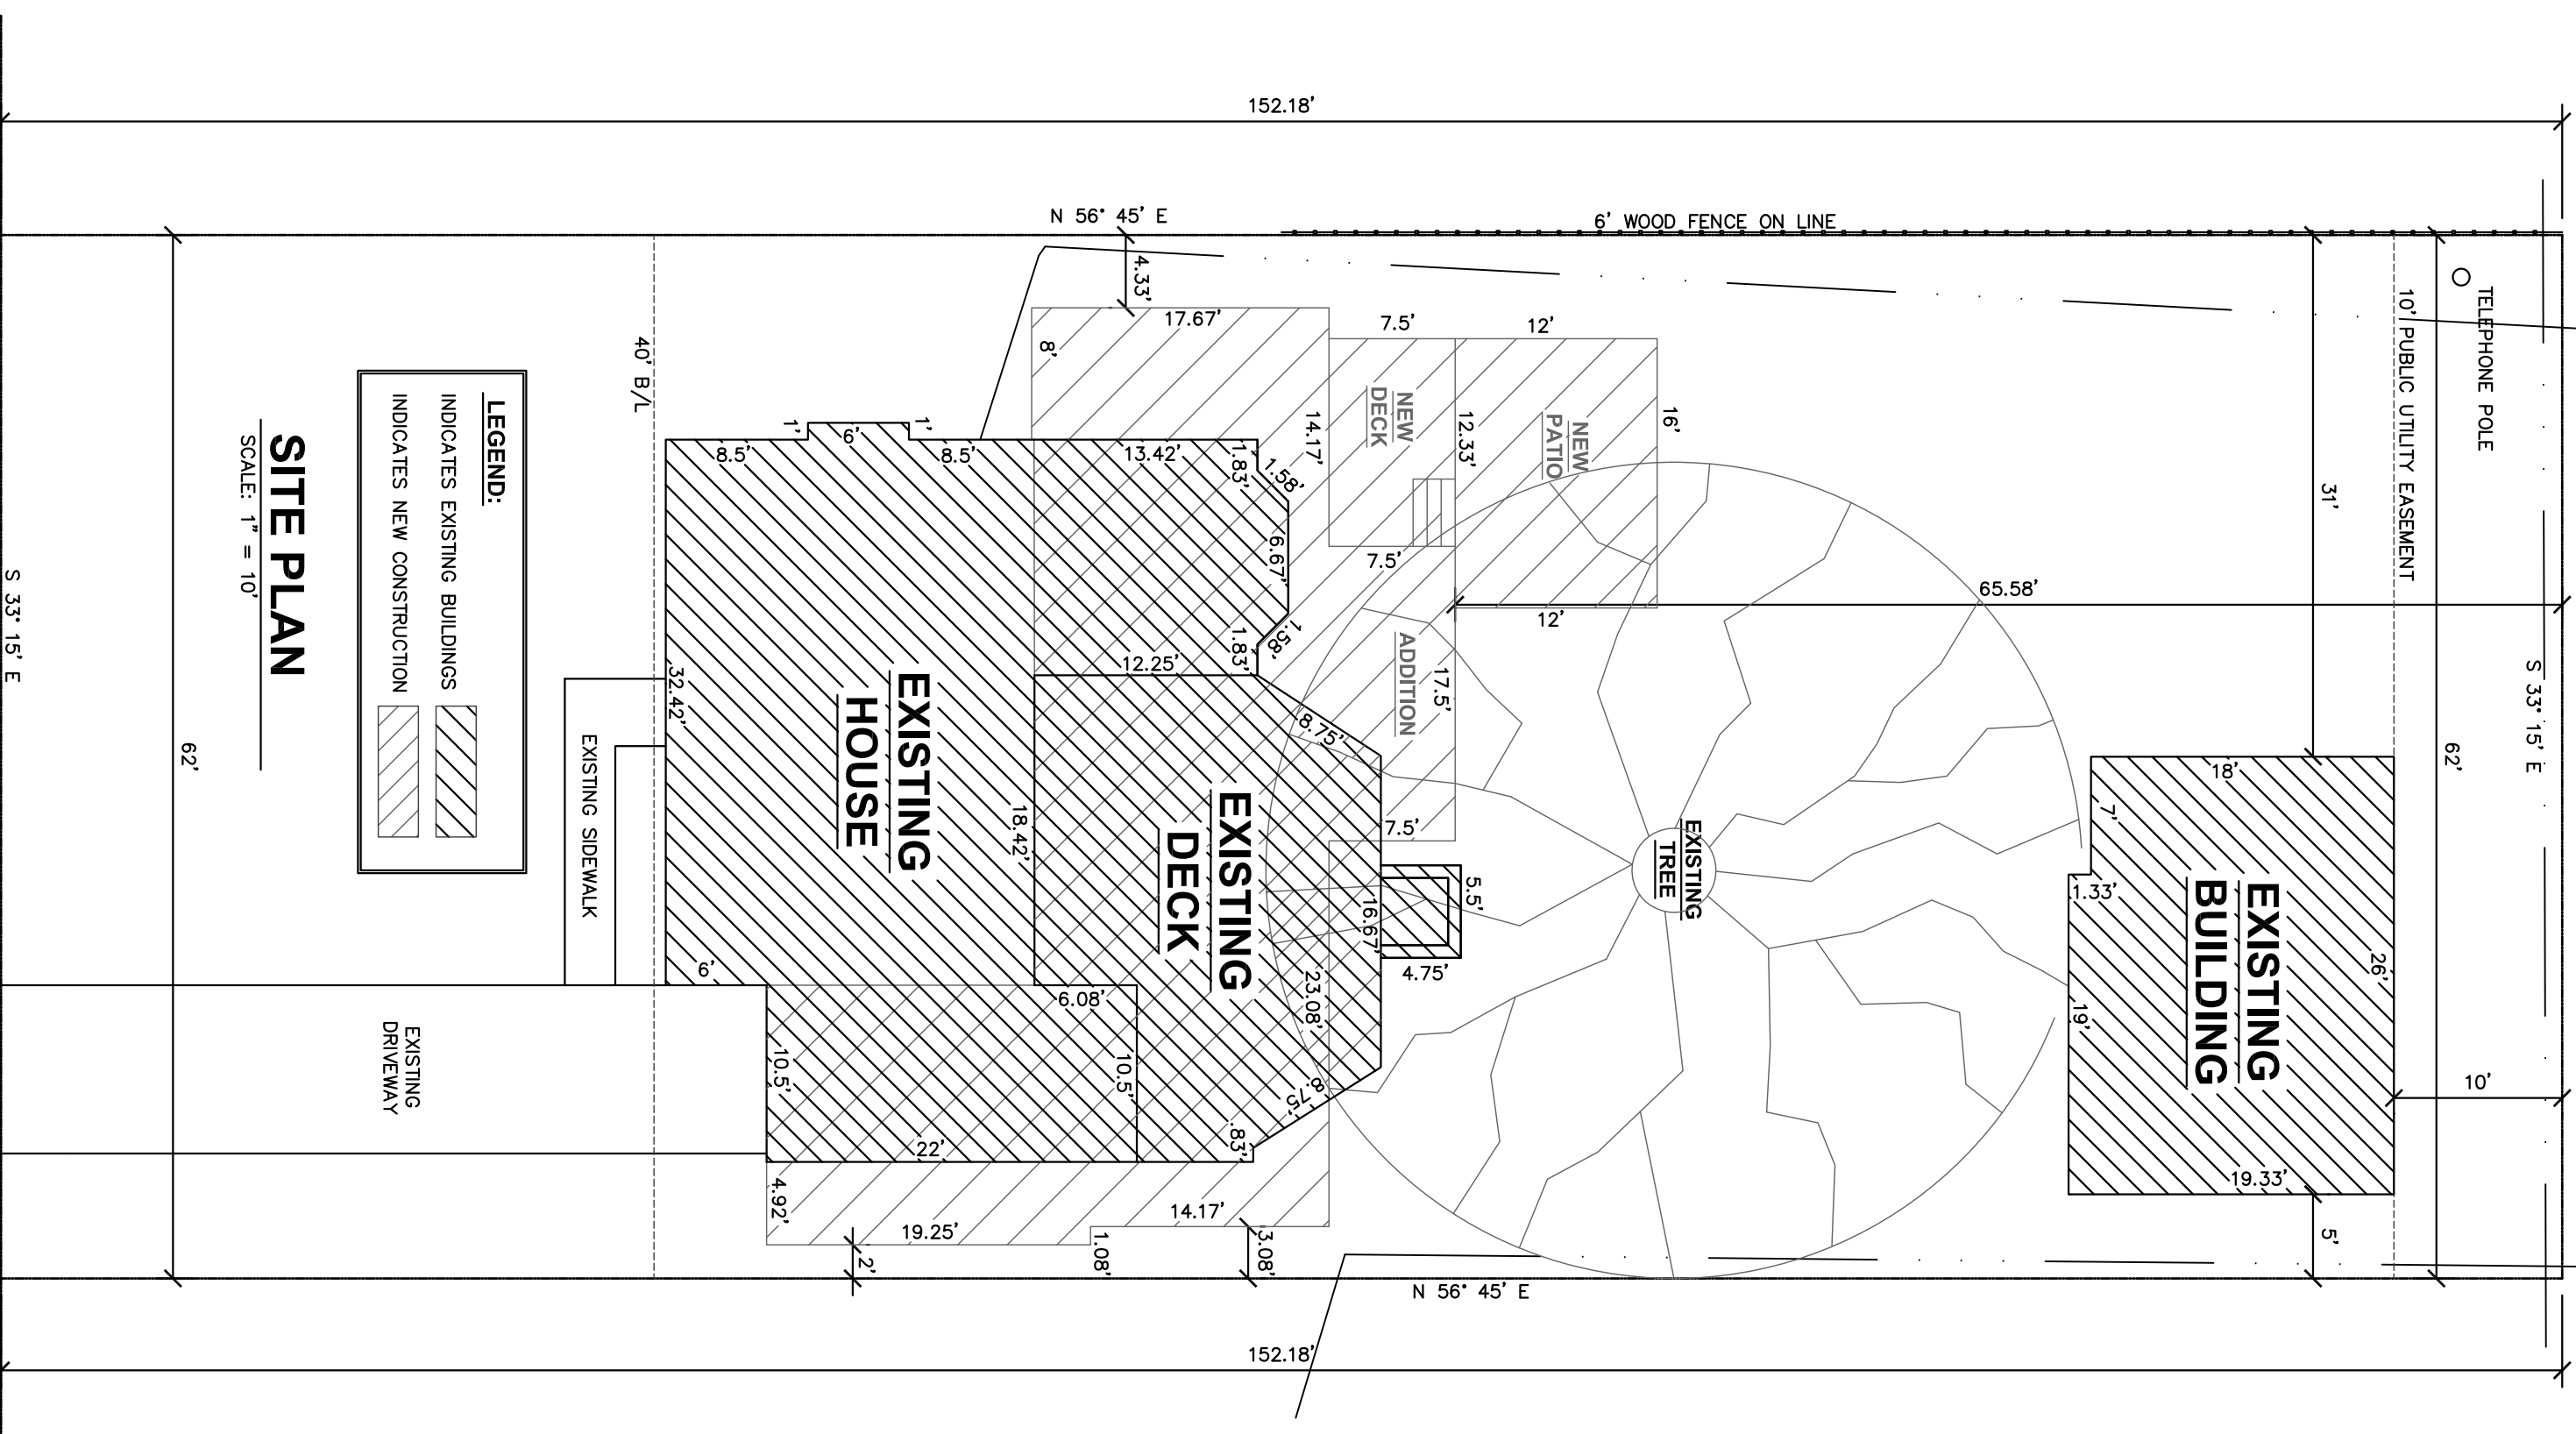 152.18'
N 56° 45' E
6' WOOD FENCE ON LINE
4.33'
17.67'
8'
7.5'
12'
31'
10' PUBLIC UTILITY EASEMENT
TELEPHONE POLE
40' B/L
1'
6'
1'
8.5'
8.5'
13.42'
1.83'
1.58'
6.67'
1.58'
1.83'
14.17'
NEW
DECK
12.33'
NEW
PATIO
16'
7.5'
12'
65.58'
ADDITION
17.5'
12.25'
8.75'
7.5'
LEGEND:
INDICATES EXISTING BUILDINGS
INDICATES NEW CONSTRUCTION
SITE PLAN
SCALE: 1" = 10'
S 33° 15' E
62'
EXISTING SIDEWALK
32.42'
EXISTING
HOUSE
18.42'
EXISTING
DECK
16.67'
5.5'
4.75'
23.08'
EXISTING
TREE
18'
7'
1.33'
EXISTING
BUILDING
26'
19'
19.33'
62'
S 33° 15' E
10'
5'
6'
6.08'
EXISTING
DRIVEWAY
10.5'
10.5'
8.75'
.83'
22'
4.92'
19.25'
14.17'
1.08'
3.08'
2'
N 56° 45' E
152.18'